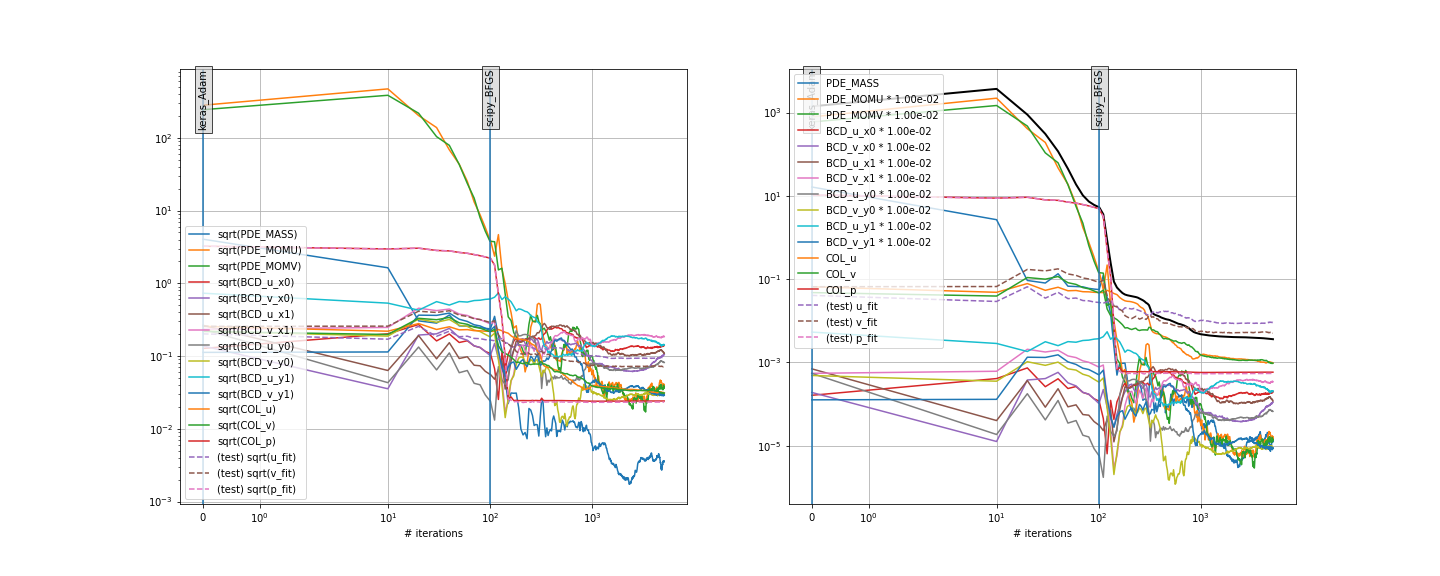 keras_Adam
scipy_BFGS
10²
10¹
10⁰
10⁻¹
10⁻²
10⁻³
sqrt(PDE_MASS)
sqrt(PDE_MOMU)
sqrt(PDE_MOMV)
sqrt(BCD_u_x0)
sqrt(BCD_v_x0)
sqrt(BCD_u_x1)
sqrt(BCD_v_x1)
sqrt(BCD_u_y0)
sqrt(BCD_v_y0)
sqrt(BCD_u_y1)
sqrt(BCD_v_y1)
sqrt(COL_u)
sqrt(COL_v)
sqrt(COL_p)
(test) sqrt(u_fit)
(test) sqrt(v_fit)
(test) sqrt(p_fit)
0 10⁰ 10¹ 10² 10³
# iterations
keras_Adam
scipy_BFGS
10³
10¹
10⁻¹
10⁻³
10⁻⁵
PDE_MASS
PDE_MOMU * 1.00e-02
PDE_MOMV * 1.00e-02
BCD_u_x0 * 1.00e-02
BCD_v_x0 * 1.00e-02
BCD_u_x1 * 1.00e-02
BCD_v_x1 * 1.00e-02
BCD_u_y0 * 1.00e-02
BCD_v_y0 * 1.00e-02
BCD_u_y1 * 1.00e-02
BCD_v_y1 * 1.00e-02
COL_u
COL_v
COL_p
(test) u_fit
(test) v_fit
(test) p_fit
0 10⁰ 10¹ 10² 10³
# iterations